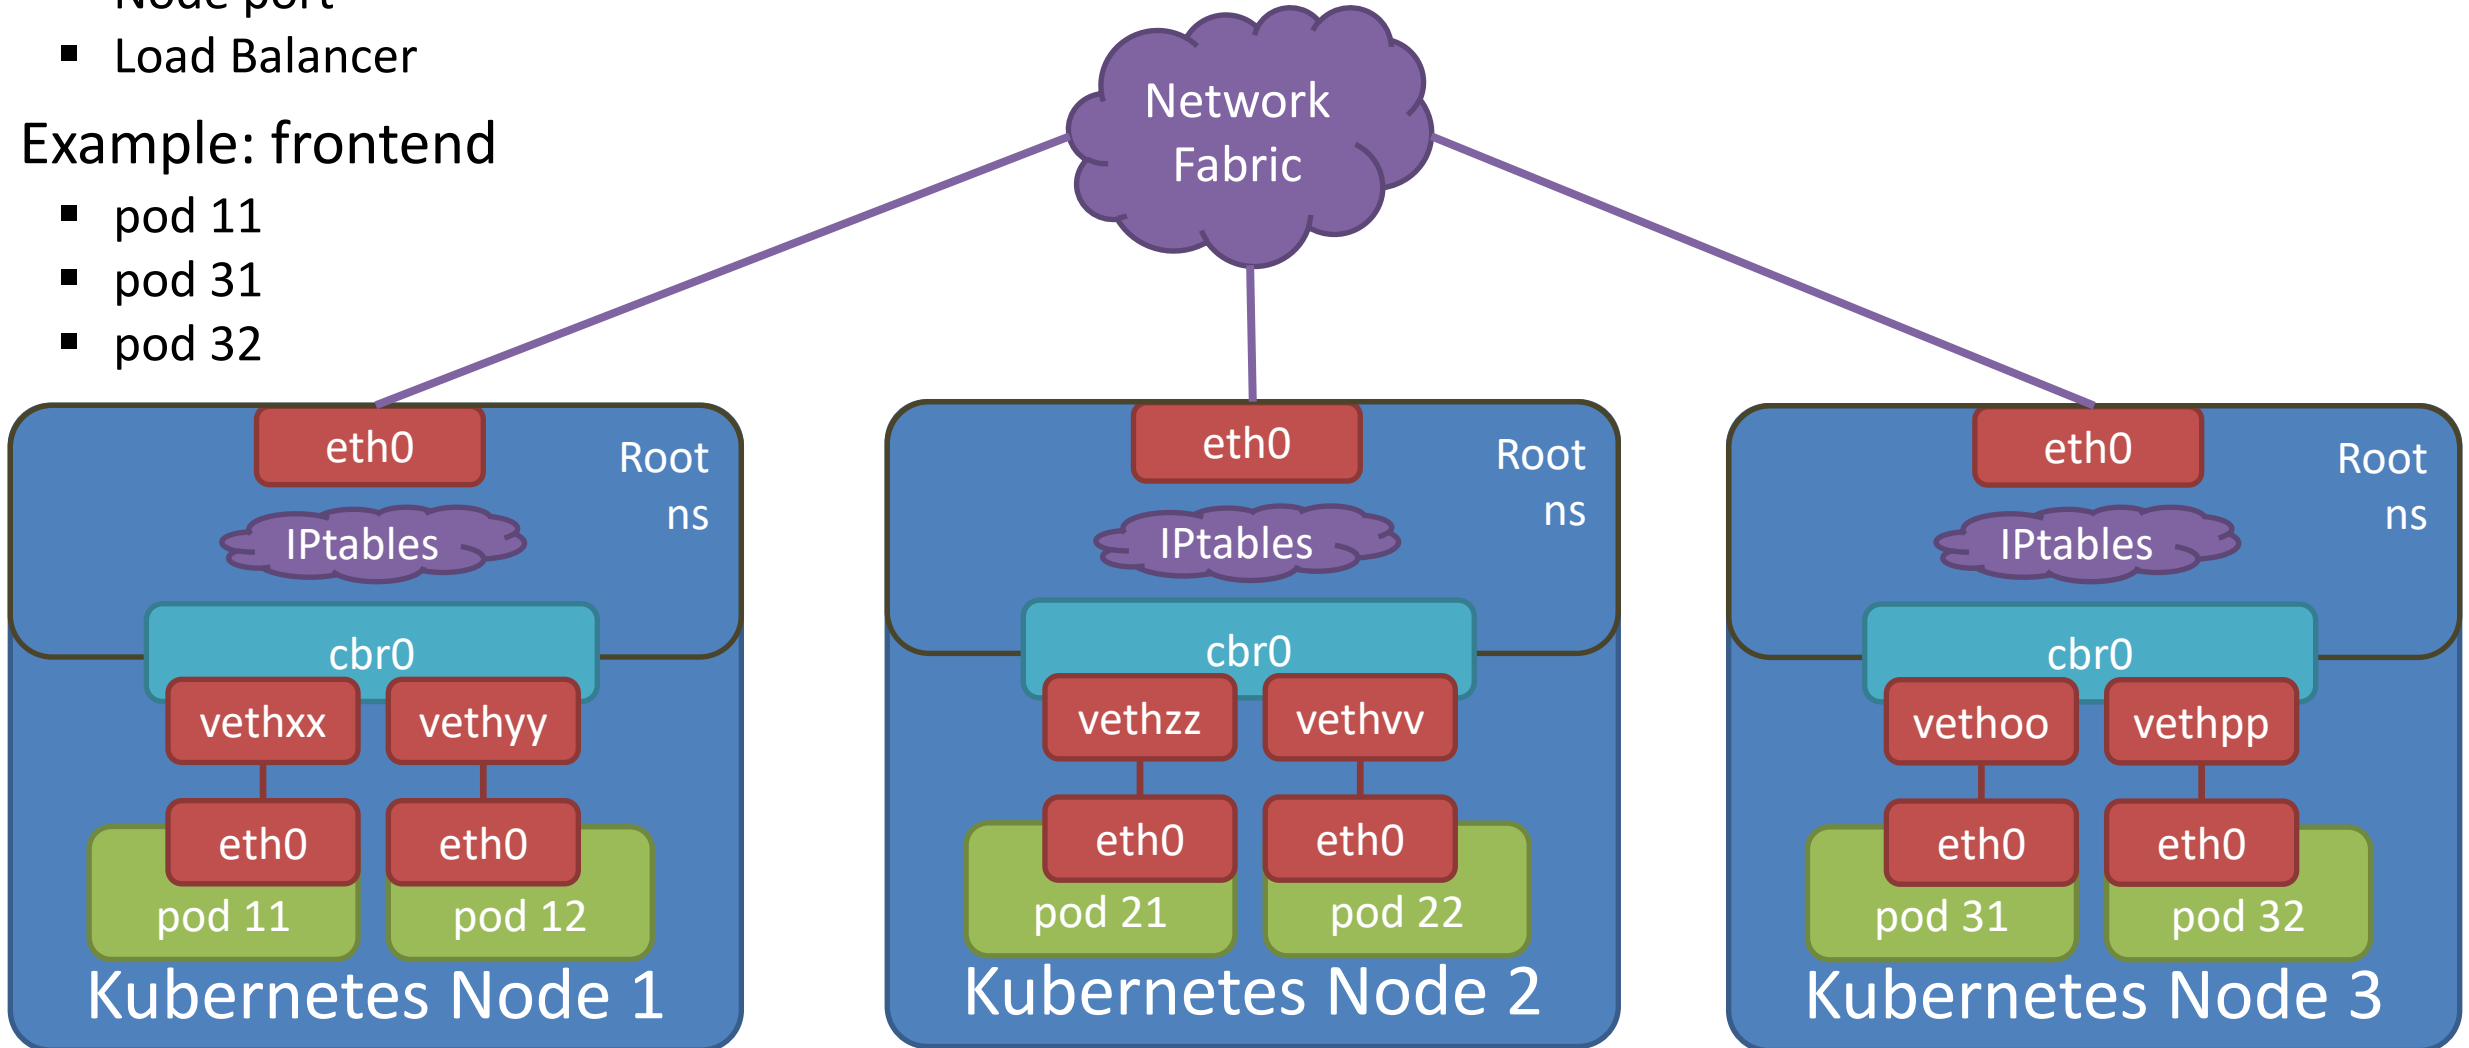 Node port
Load Balancer
Example: frontend
pod 11
pod 31
pod 32
Network
Fabric
eth0
Root
ns
IPtables
cbr0
vethxx
vethyy
eth0
eth0
pod 11
pod 12
Kubernetes Node 1
eth0
Root
ns
IPtables
cbr0
vethzz
vethvv
eth0
eth0
pod 21
pod 22
Kubernetes Node 2
eth0
Root
ns
IPtables
cbr0
vethoo
vethpp
eth0
eth0
pod 31
pod 32
Kubernetes Node 3